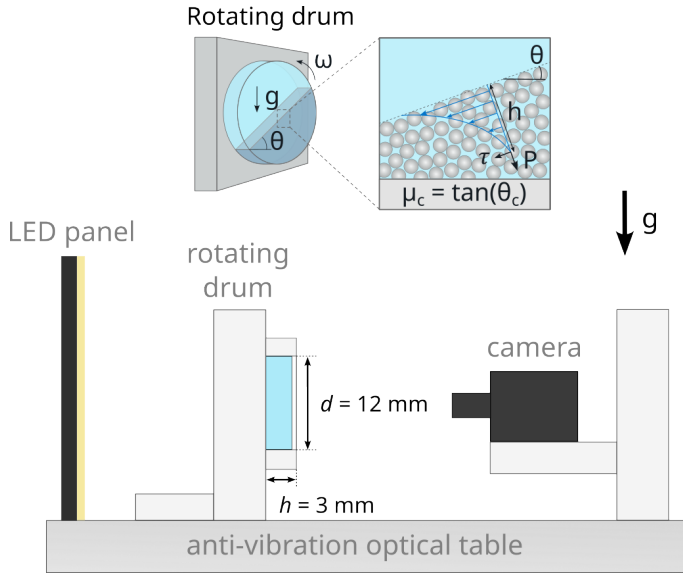 Rotating drum
ω
g
θ
θ
h
τ
P
μc = tan(θc)
g
LED panel
rotating
drum
camera
d = 12 mm
h = 3 mm
anti-vibration optical table